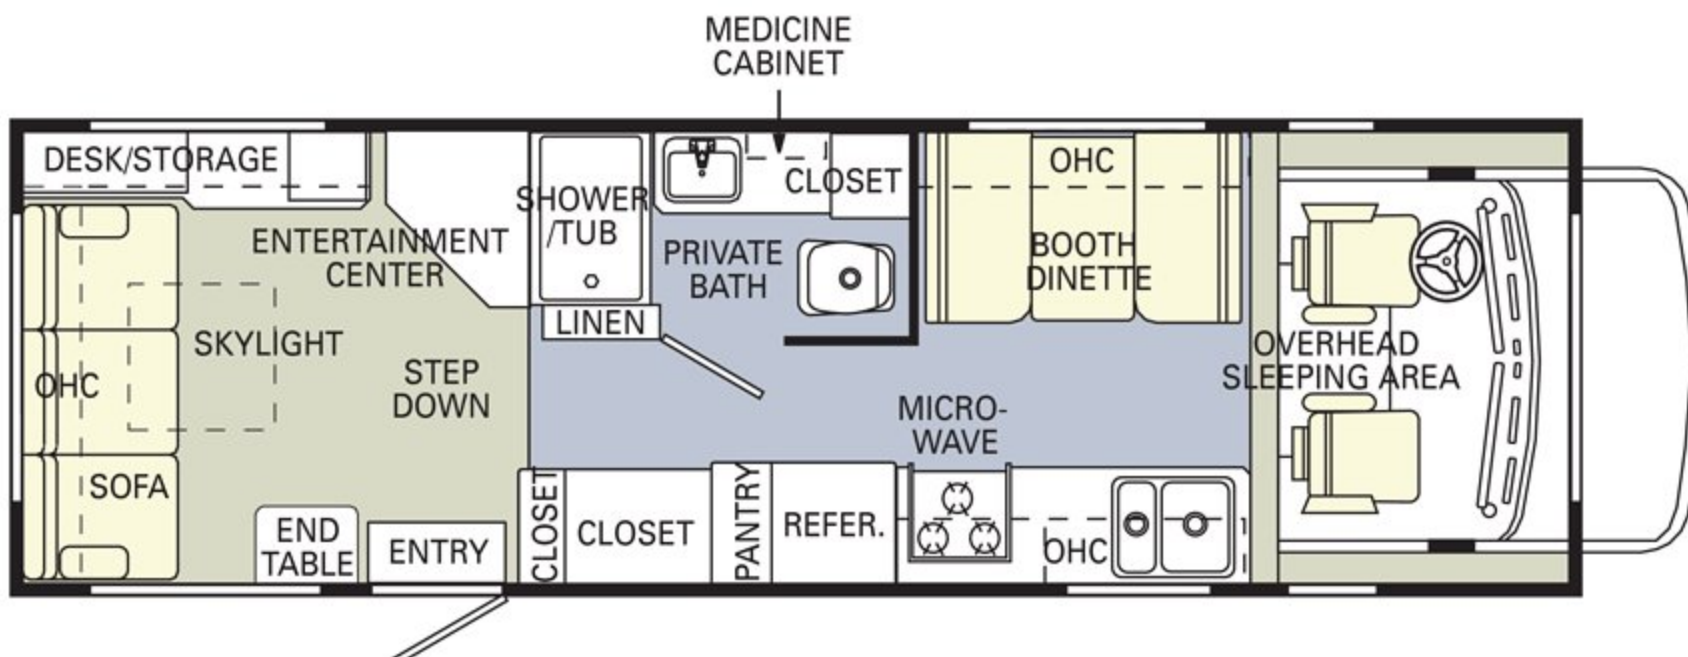 MEDICINE
CABINET
DESK/STORAGE
SHOWER
/TUB
CLOSET
OHC
ENTERTAINMENT
CENTER
PRIVATE
BATH
BOOTH
DINETTE
LINEN
SKYLIGHT
OVERHEAD
SLEEPING AREA
OHC
STEP
DOWN
MICRO-
WAVE
SOFA
END
TABLE
ENTRY
CLOSET
CLOSET
PANTRY
REFER.
OHC